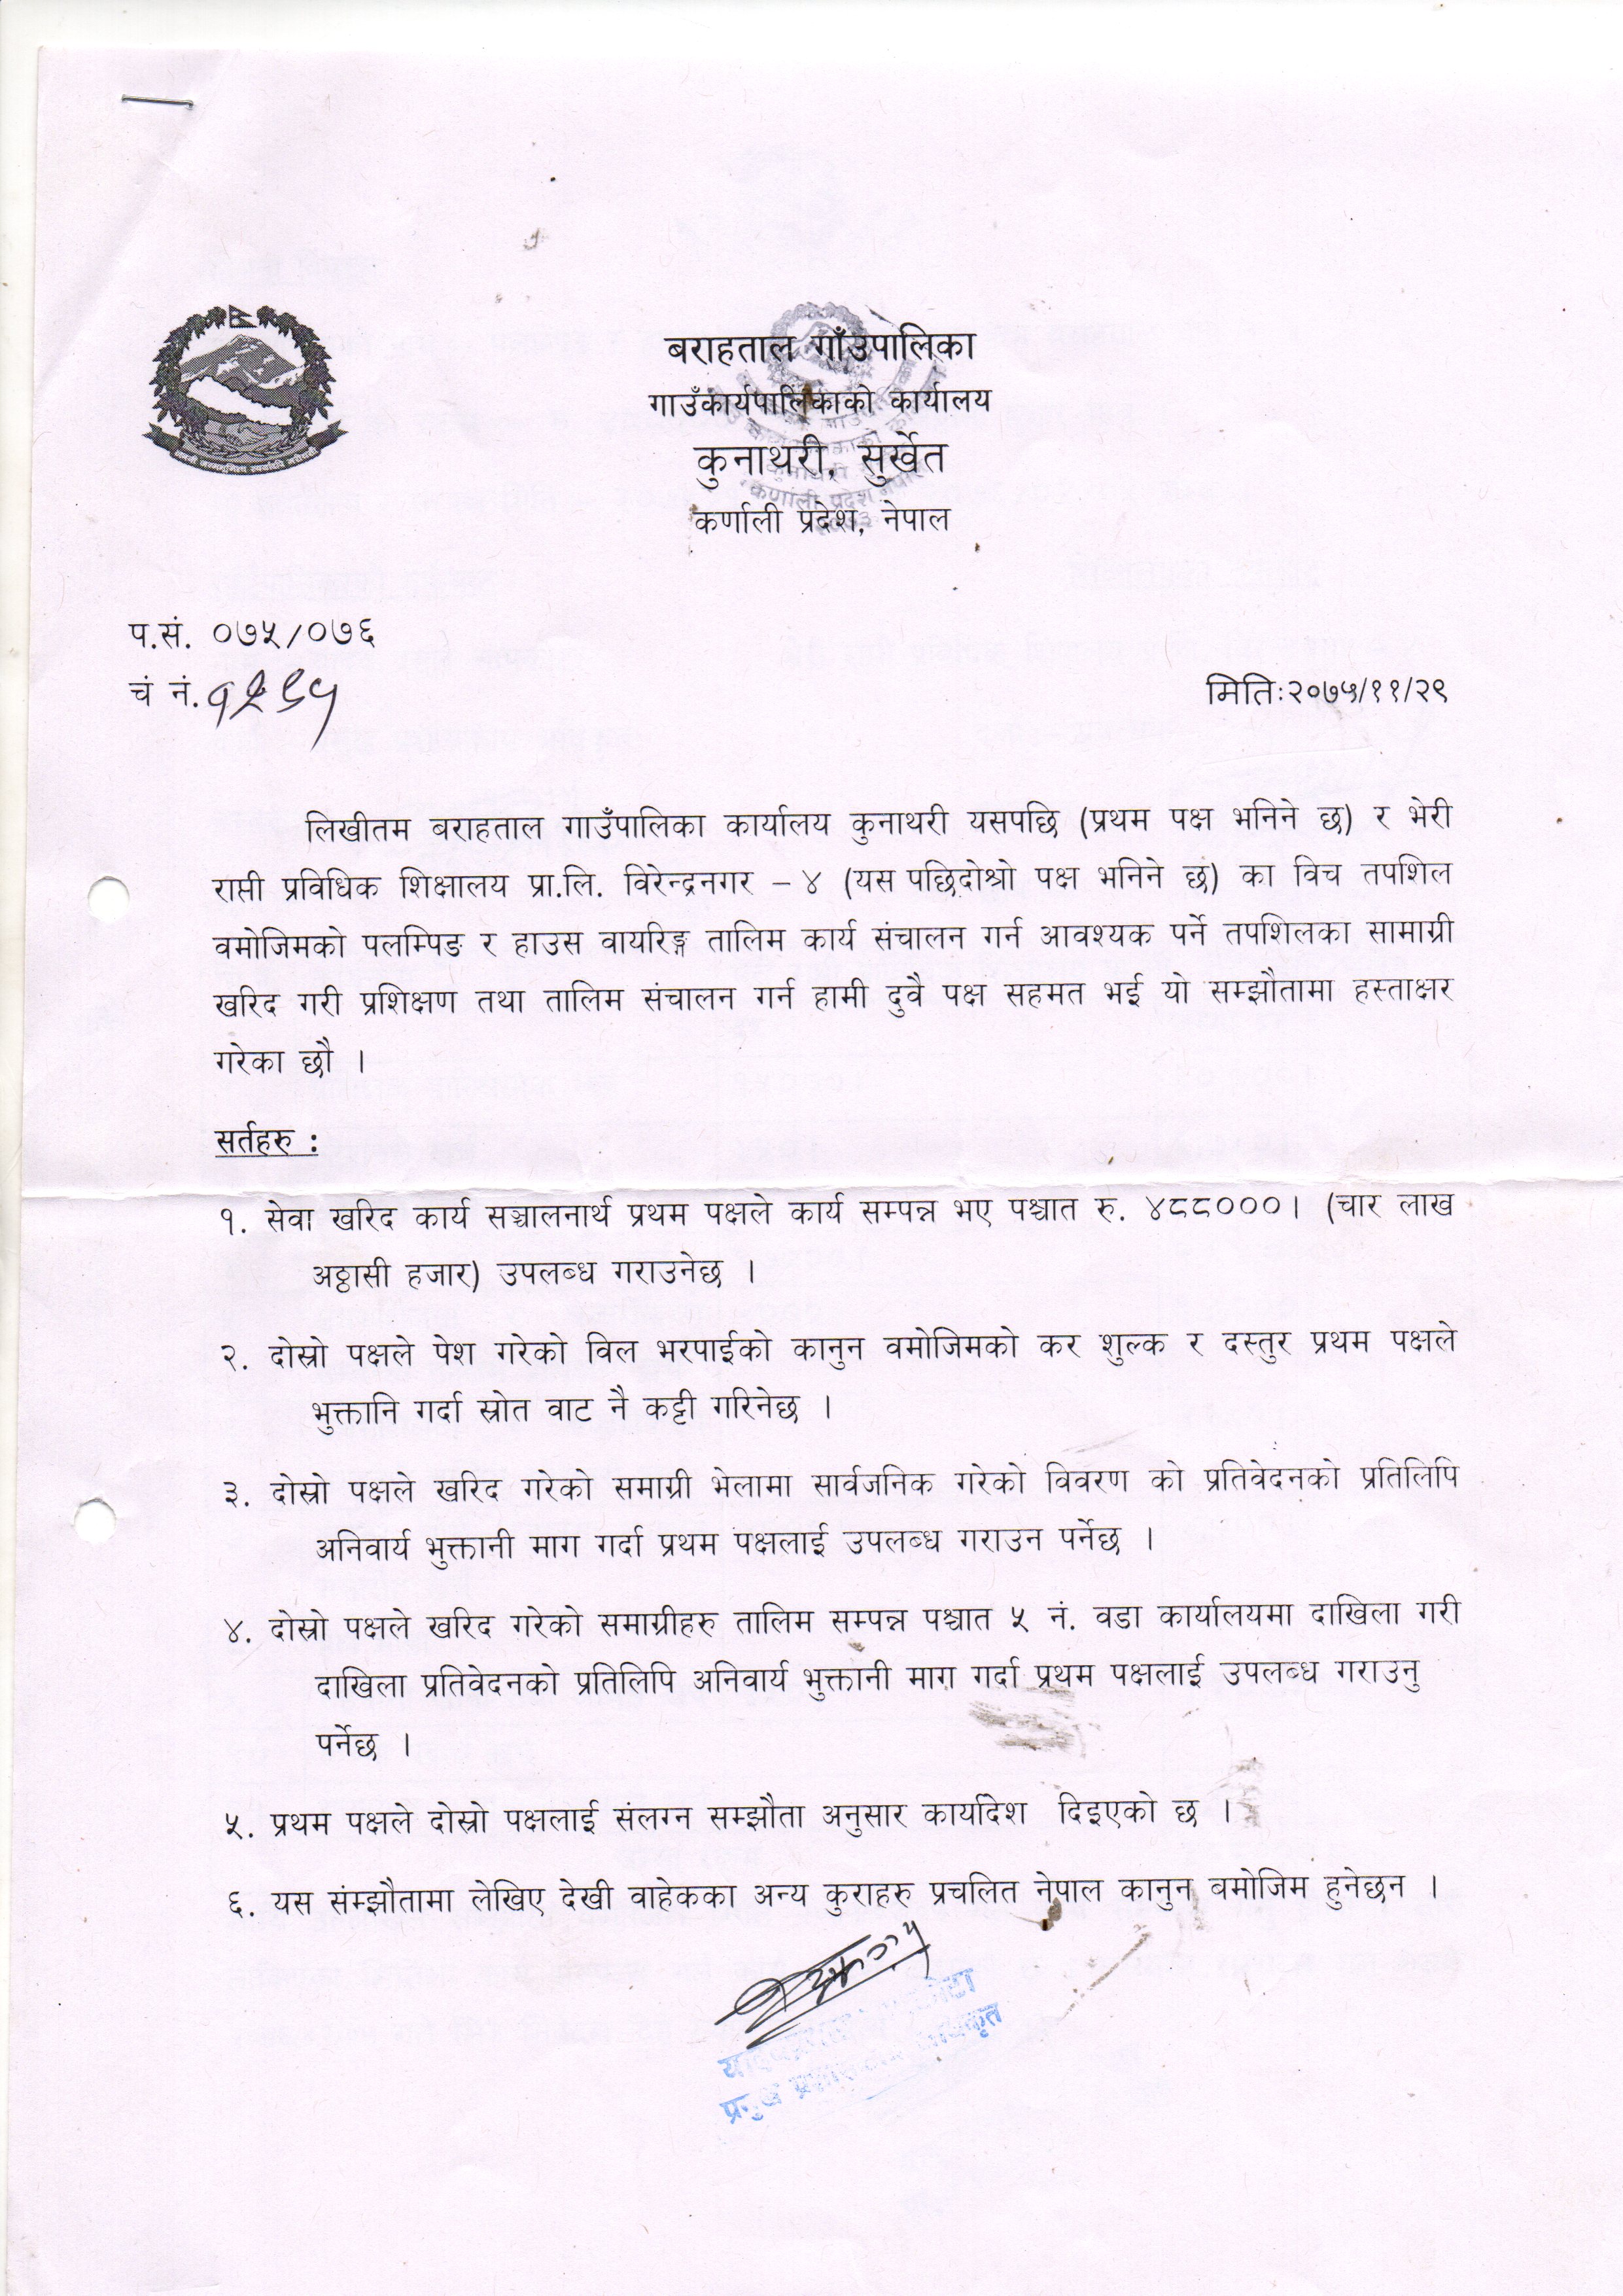 बराहताल गाँउपालिका
गाउँकार्यपालिकाको कार्यालय
कुनाथरी, सुर्खेत
कर्णाली प्रदेश, नेपाल
प.सं. ०७५/०७६
चं नं.
मितिः२०७५/११/२९
लिखीतम बराहताल गाउँपालिका कार्यालय कुनाथरी यसपछि (प्रथम पक्ष भनिने छ) र भेरी
राप्ती प्रविधिक शिक्षालय प्रा.लि. विरेन्द्रनगर – ४ (यस पछिदोश्रो पक्ष भनिने छ) का विच तपशिल
वमोजिमको पलम्पिङ र हाउस वायरिङ्ग तालिम कार्य संचालन गर्न आवश्यक पर्ने तपशिलका सामाग्री
खरिद गरी प्रशिक्षण तथा तालिम संचालन गर्न हामी दुवै पक्ष सहमत भई यो सम्झौतामा हस्ताक्षर
गरेका छौ ।
सर्तहरु :
१. सेवा खरिद कार्य सञ्चालनार्थ प्रथम पक्षले कार्य सम्पन्न भए पश्चात रु. ४८८०००। (चार लाख
अठ्ठासी हजार) उपलब्ध गराउनेछ ।
२. दोस्रो पक्षले पेश गरेको विल भरपाईको कानुन वमोजिमको कर शुल्क र दस्तुर प्रथम पक्षले
भुक्तानि गर्दा स्रोत वाट नै कट्टी गरिनेछ ।
३. दोस्रो पक्षले खरिद गरेको समाग्री भेलामा सार्वजनिक गरेको विवरण को प्रतिवेदनको प्रतिलिपि
अनिवार्य भुक्तानी माग गर्दा प्रथम पक्षलाई उपलब्ध गराउन पर्नेछ ।
४. दोस्रो पक्षले खरिद गरेको समाग्रीहरु तालिम सम्पन्न पश्चात ५ नं. वडा कार्यालयमा दाखिला गरी
दाखिला प्रतिवेदनको प्रतिलिपि अनिवार्य भुक्तानी माग गर्दा प्रथम पक्षलाई उपलब्ध गराउनु
पर्नेछ ।
५. प्रथम पक्षले दोस्रो पक्षलाई संलग्न सम्झौता अनुसार कार्यादेश दिइएको छ ।
६. यस संम्झौतामा लेखिए देखी वाहेकका अन्य कुराहरु प्रचलित नेपाल कानुन बमोजिम हुनेछन ।